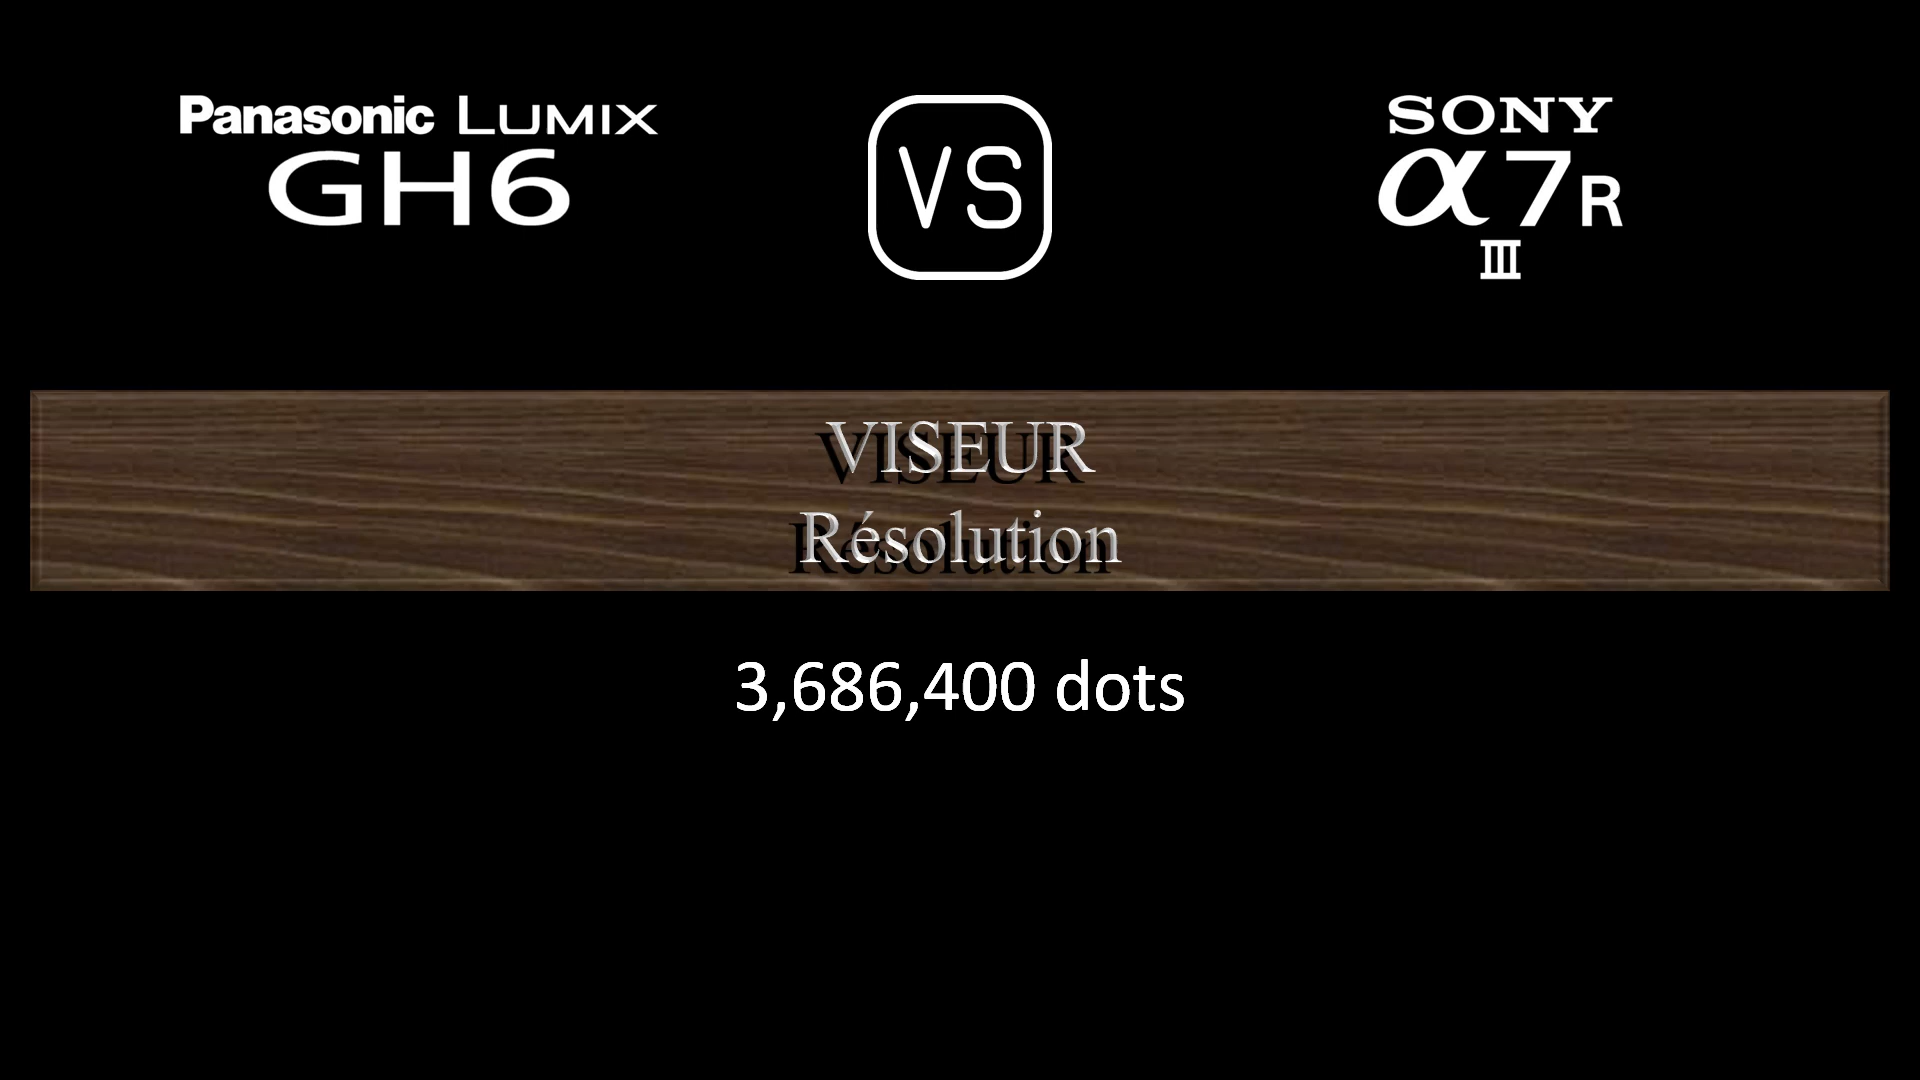 Panasonic LUMIX
GH6
VS
SONY
α7R
III
VISEUR
Résolution
3,686,400 dots